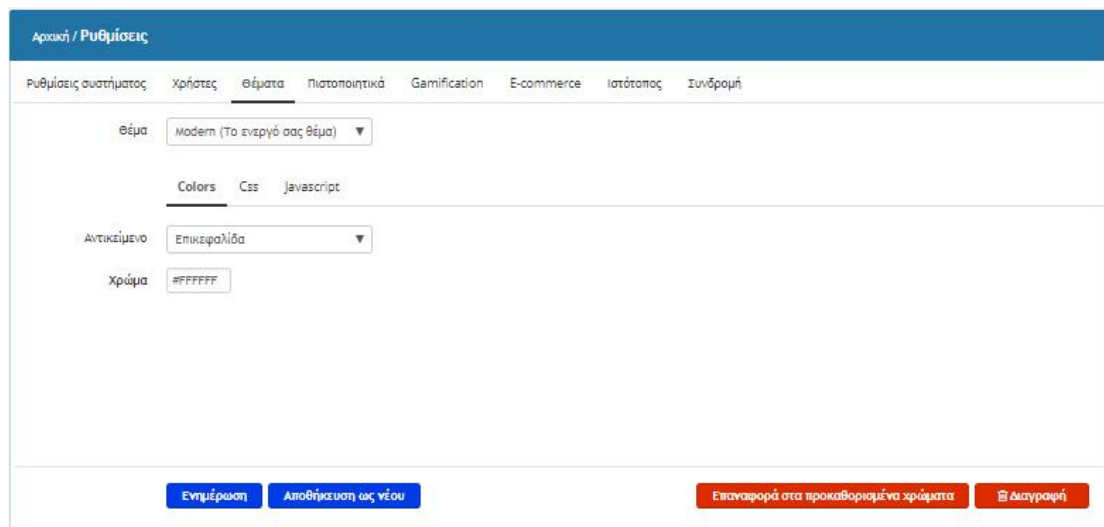 Αρχική / Ρυθμίσεις
Ρυθμίσεις συστήματος Χρήστες Θέματα Πιστοποιητικά Gamification E-commerce Ιστότοπος Συνδρομή
Θέμα Modern (Το ενεργό σας θέμα) ▼
Colors Css Javascript
Αντικείμενο Επικεφαλίδα ▼
Χρώμα #FFFFFF
Ενημέρωση Αποθήκευση ως νέου Επαναφορά στα προκαθορισμένα χρώματα Διαγραφή